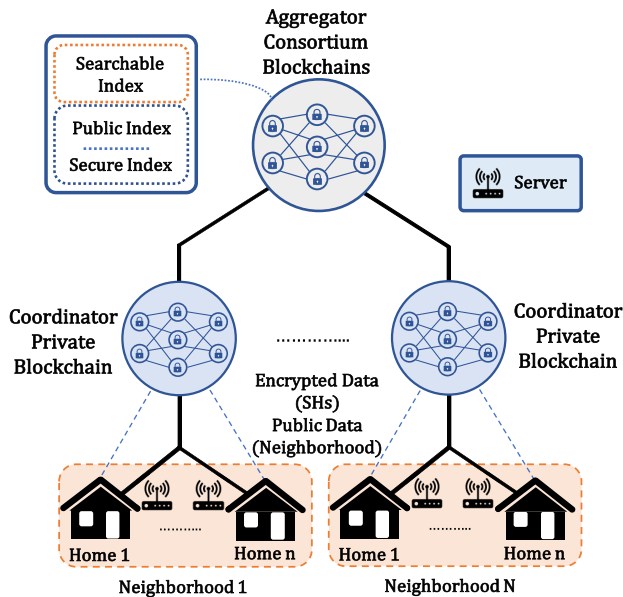 Aggregator
Consortium
Blockchains
Searchable
Index
Public Index
Secure Index
Server
Coordinator
Private
Blockchain
..............
Coordinator
Private
Blockchain
Encrypted Data
(SHs)
Public Data
(Neighborhood)
...........
Home 1
Home n
...........
Home 1
Home n
Neighborhood 1
Neighborhood N